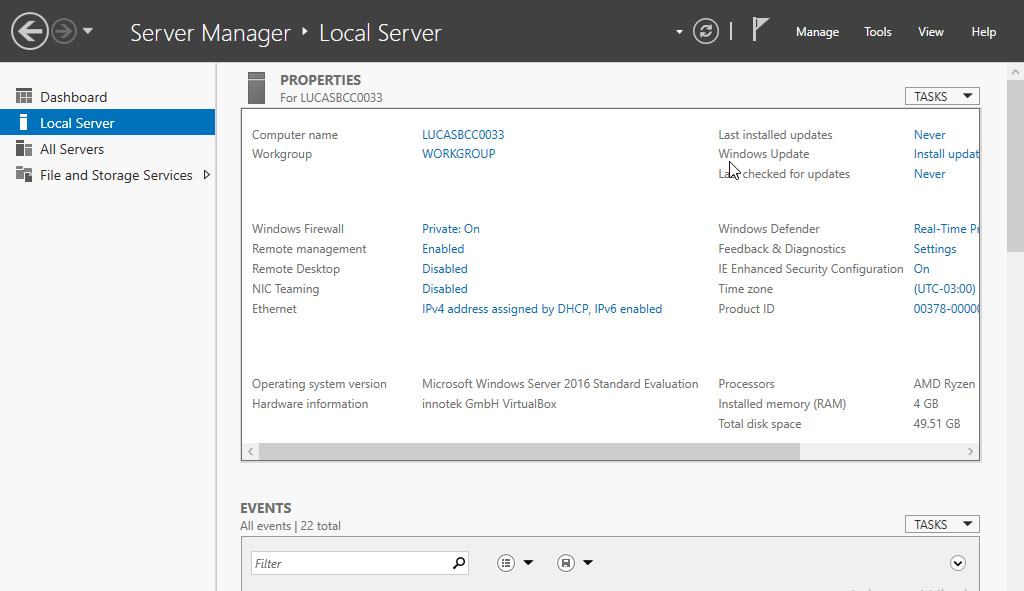 Server Manager ‣ Local Server
Manage Tools View Help
Dashboard
Local Server
All Servers
File and Storage Services
PROPERTIES
For LUCASBCC0033
TASKS
Computer name LUCASBCC0033 Last installed updates Never
Workgroup WORKGROUP Windows Update Install updat
checked for updates Never
Windows Firewall Private: On Windows Defender Real-Time
Remote management Enabled Feedback & Diagnostics Settings
Remote Desktop Disabled IE Enhanced Security Configuration On
NIC Teaming Disabled Time zone (UTC-03:00)
Ethernet IPv4 address assigned by DHCP, IPv6 enabled Product ID 00378-0000
Operating system version Microsoft Windows Server 2016 Standard Evaluation Processors AMD Ryzen
Hardware information innotek GmbH VirtualBox Installed memory (RAM) 4 GB
Total disk space 49.51 GB
EVENTS
All events | 22 total
TASKS
Filter